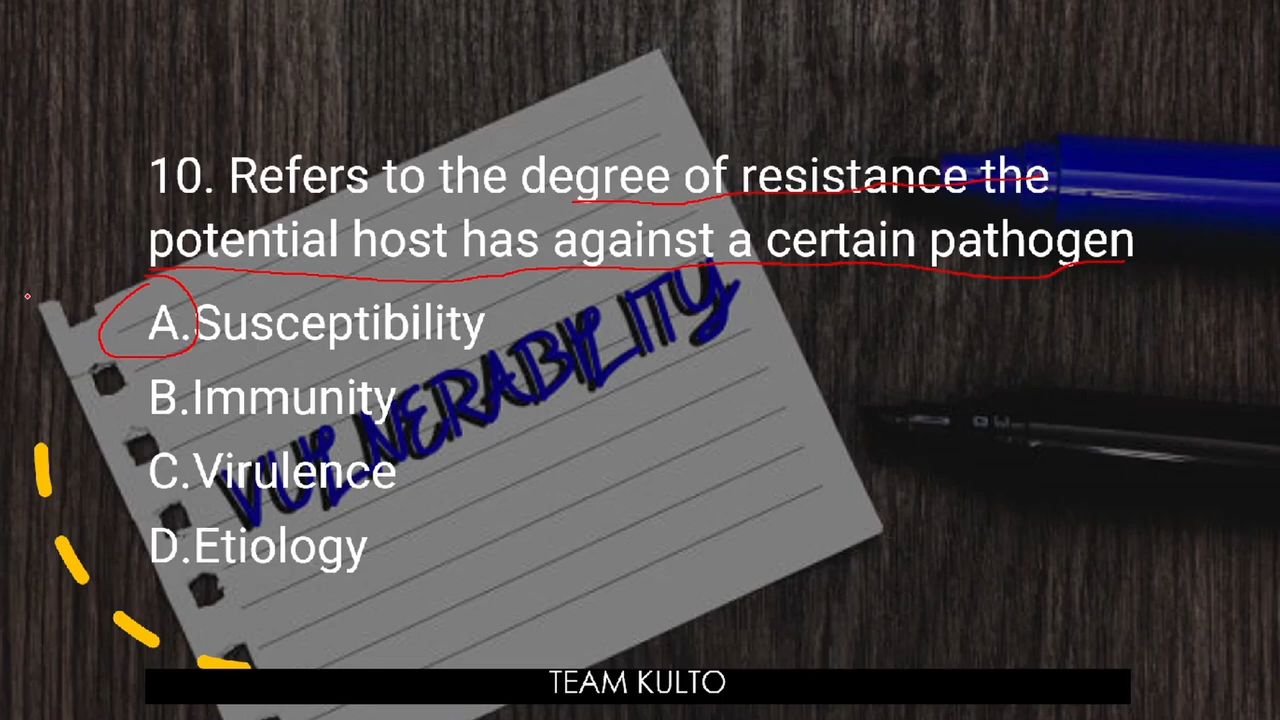 10. Refers to the degree of resistance the
potential host has against a certain pathogen
A.Susceptibility
B.Immunity
C.Virulence
D.Etiology
VULNERABILITY
TEAM KULTO